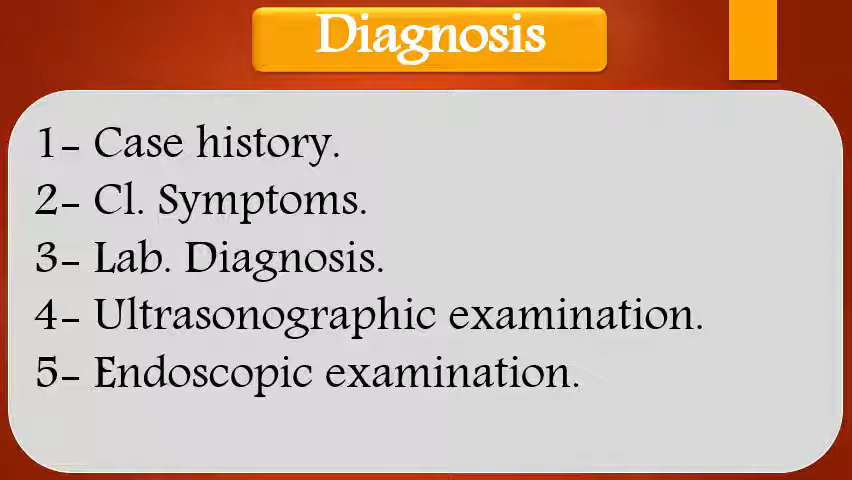 Diagnosis
1- Case history.
2- Cl. Symptoms.
3- Lab. Diagnosis.
4- Ultrasonographic examination.
5- Endoscopic examination.